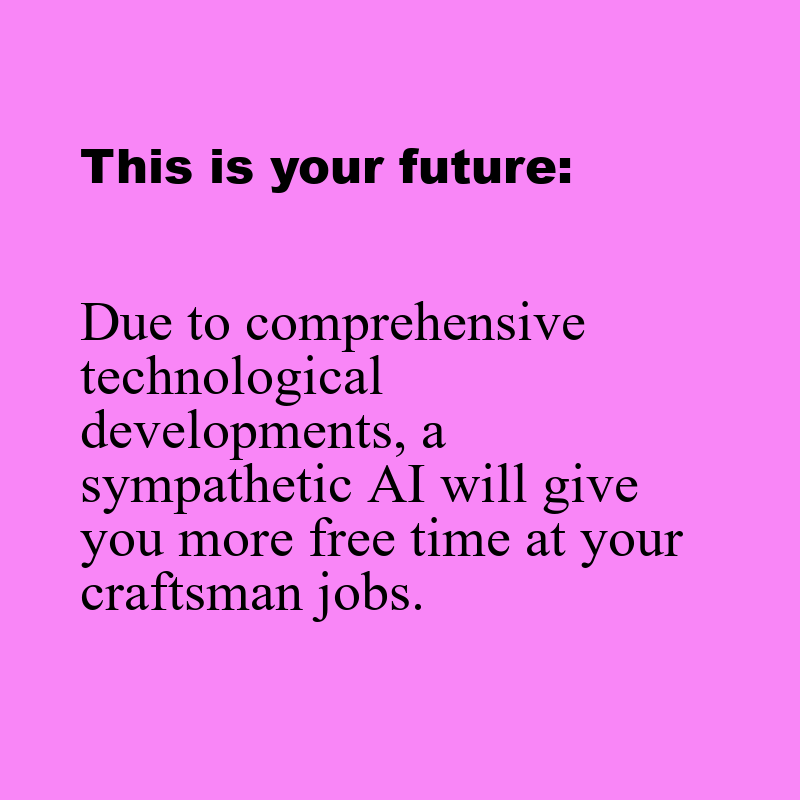 This is your future:
Due to comprehensive
technological
developments, a
sympathetic AI will give
you more free time at your
craftsman jobs.